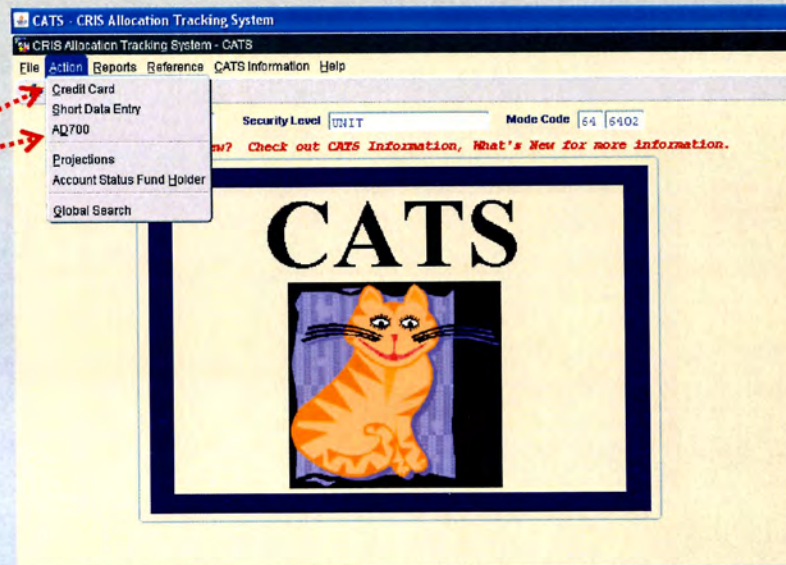 CATS - CRIS Allocation Tracking System
CRIS Allocation Tracking System - CATS
File Action Reports Reference CATS Information Help
Credit Card
Short Data Entry
AD700
Projections
Account Status Fund Holder
Global Search
Security Level UNIT Mode Code 64 6402
? Check out CATS Information, What's New for more information.
CATS